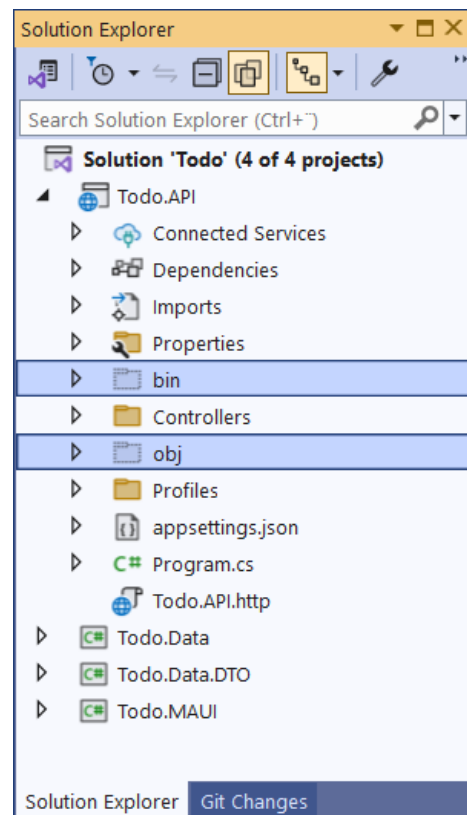 Solution Explorer
Search Solution Explorer (Ctrl+¨)
Solution 'Todo' (4 of 4 projects)
Todo.API
Connected Services
Dependencies
Imports
Properties
bin
Controllers
obj
Profiles
appsettings.json
C# Program.cs
Todo.API.http
C# Todo.Data
C# Todo.Data.DTO
C# Todo.MAUI
Solution Explorer Git Changes